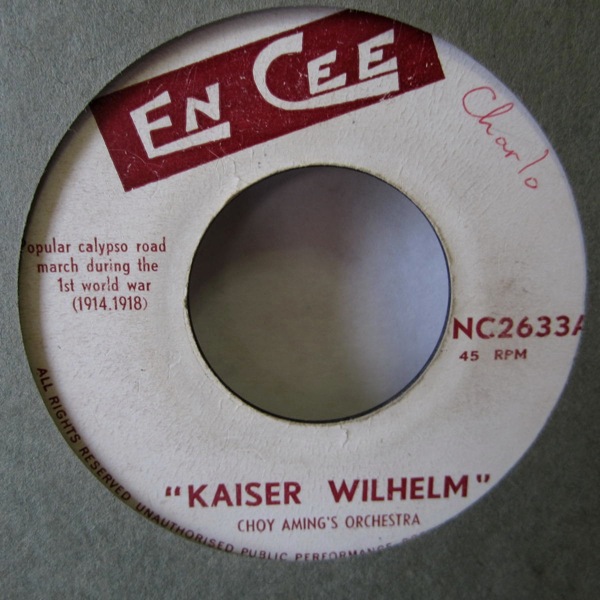 EN CEE
Charlo
Popular calypso road
march during the
1st world war
(1914.1918)
NC2633A
45 RPM
"KAISER WILHELM"
CHOY AMING'S ORCHESTRA
ALL RIGHTS RESERVED UNAUTHORISED PUBLIC PERFORMANCE